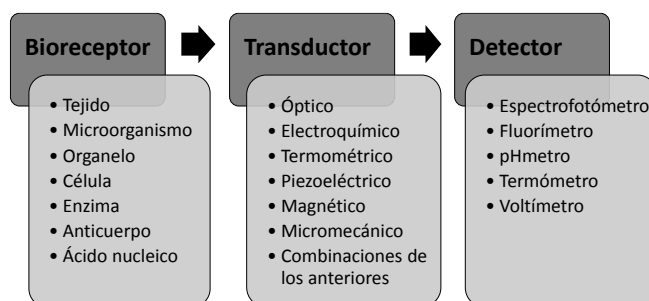 Bioreceptor
• Tejido
• Microorganismo
• Organelo
• Célula
• Enzima
• Anticuerpo
• Ácido nucleico
Transductor
• Óptico
• Electroquímico
• Termométrico
• Piezoeléctrico
• Magnético
• Micromecánico
• Combinaciones de
los anteriores
Detector
• Espectrofotómetro
• Fluorímetro
• pHmetro
• Termómetro
• Voltímetro